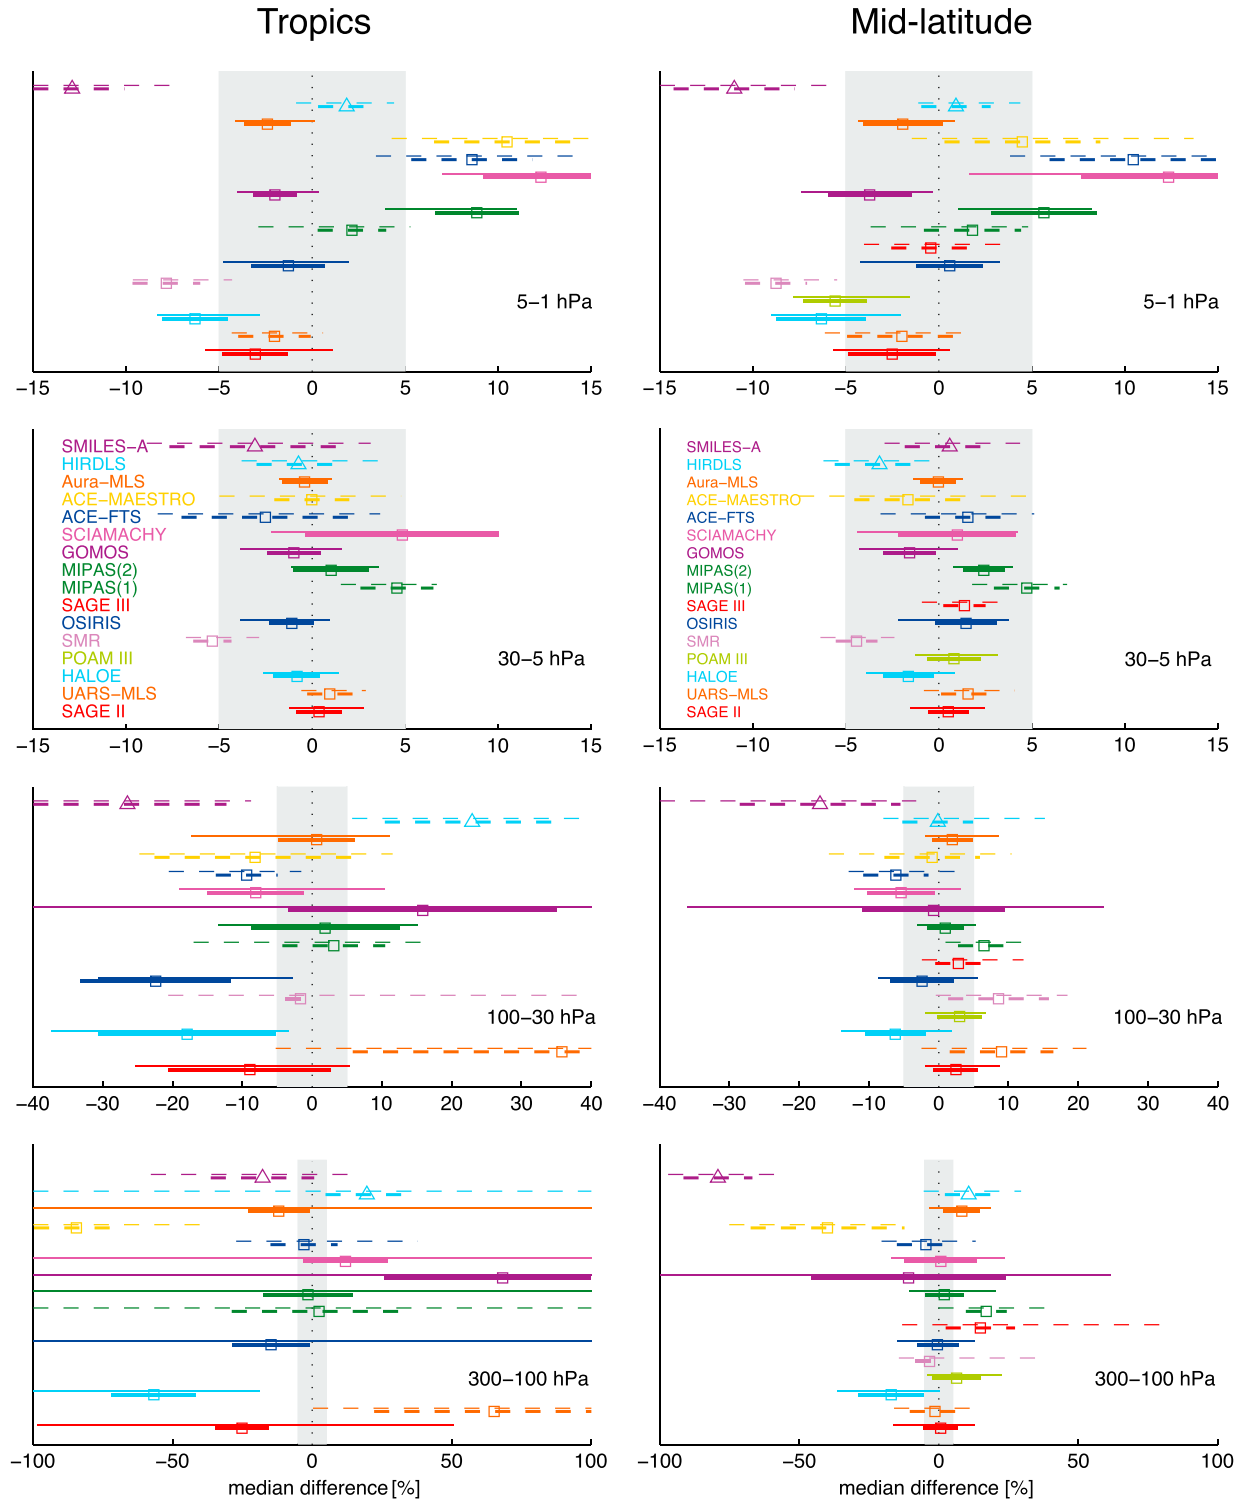 Tropics
Mid-latitude
5−1 hPa
5−1 hPa
−15 −10 −5 0 5 10 15
−15 −10 −5 0 5 10 15
SMILES−A
HIRDLS
Aura−MLS
ACE−MAESTRO
ACE−FTS
SCIAMACHY
GOMOS
MIPAS(2)
MIPAS(1)
SAGE III
OSIRIS
SMR
POAM III
HALOE
UARS−MLS
SAGE II
30−5 hPa
SMILES−A
HIRDLS
Aura−MLS
ACE−MAESTRO
ACE−FTS
SCIAMACHY
GOMOS
MIPAS(2)
MIPAS(1)
SAGE III
OSIRIS
SMR
POAM III
HALOE
UARS−MLS
SAGE II
30−5 hPa
−15 −10 −5 0 5 10 15
−15 −10 −5 0 5 10 15
100−30 hPa
100−30 hPa
−40 −30 −20 −10 0 10 20 30 40
−40 −30 −20 −10 0 10 20 30 40
300−100 hPa
300−100 hPa
−100 −50 0 50 100
−100 −50 0 50 100
median difference [%]
median difference [%]